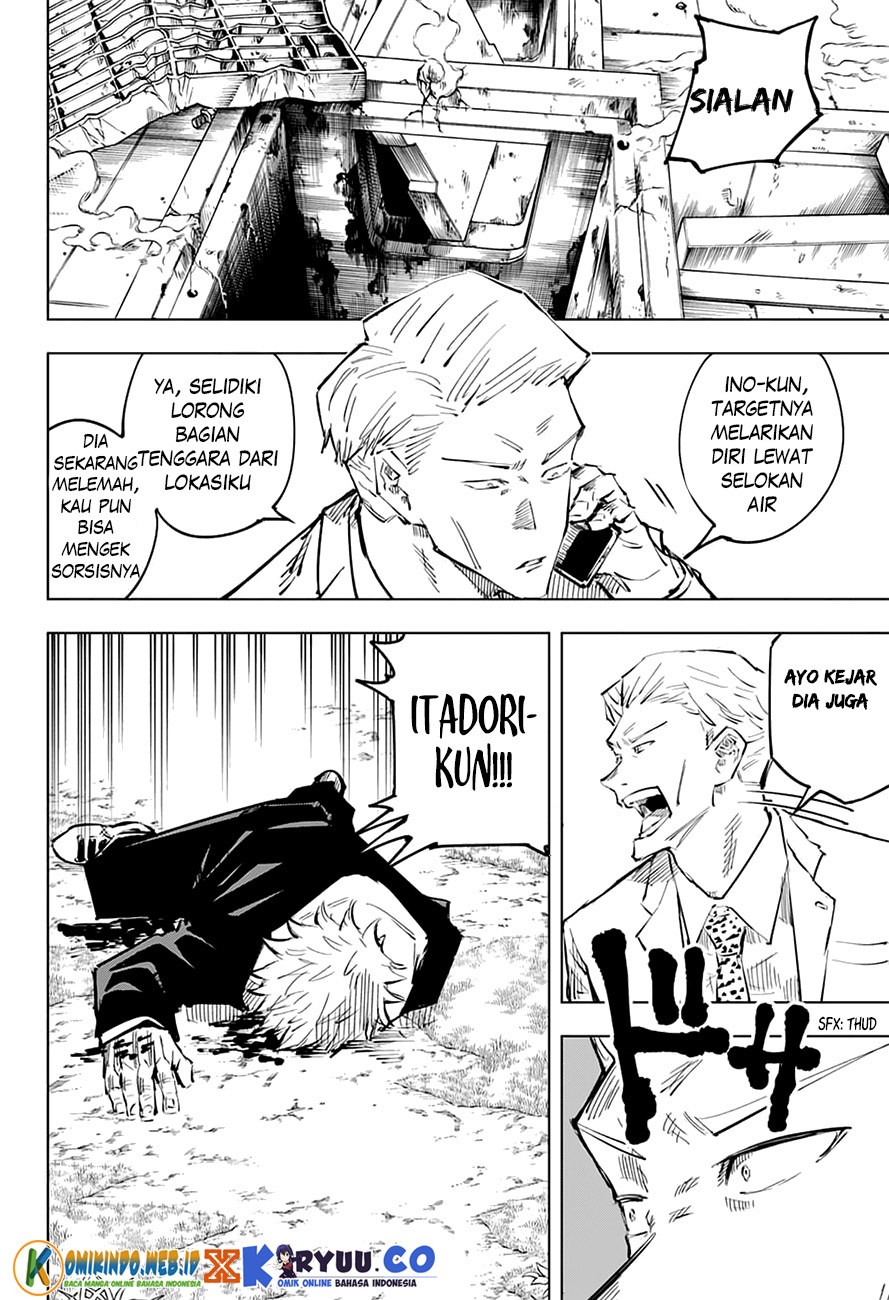 SIALAN
INO-KUN,
TARGETNYA
MELARIKAN
DIRI LEWAT
SELOKAN
AIR
YA, SELIDIKI
LORONG
BAGIAN
TENGGARA DARI
LOKASIKU
DIA
SEKARANG
MELEMAH,
KAU PUN
BISA
MENGEK
SORSISNYA
AYO KEJAR
DIA JUGA
ドサ
SFX: THUD
ITADORI-
KUN!!!
KOMIKINDO.WEB.ID X KIRYUU.CO
BACA MANGA ONLINE BAHASA INDONESIA
OMIK ONLINE BAHASA INDONESIA